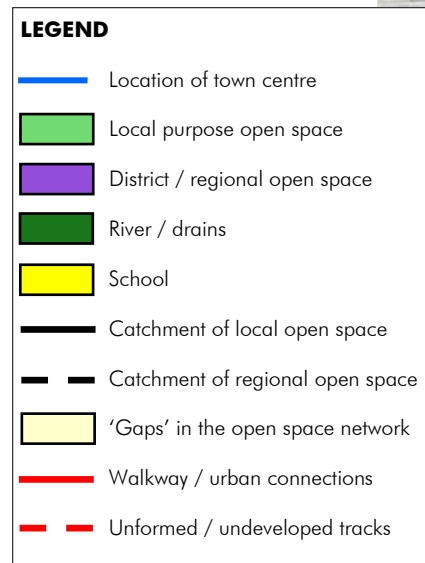 LEGEND
Location of town centre
Local purpose open space
District / regional open space
River / drains
School
Catchment of local open space
Catchment of regional open space
‘Gaps’ in the open space network
Walkway / urban connections
Unformed / undeveloped tracks